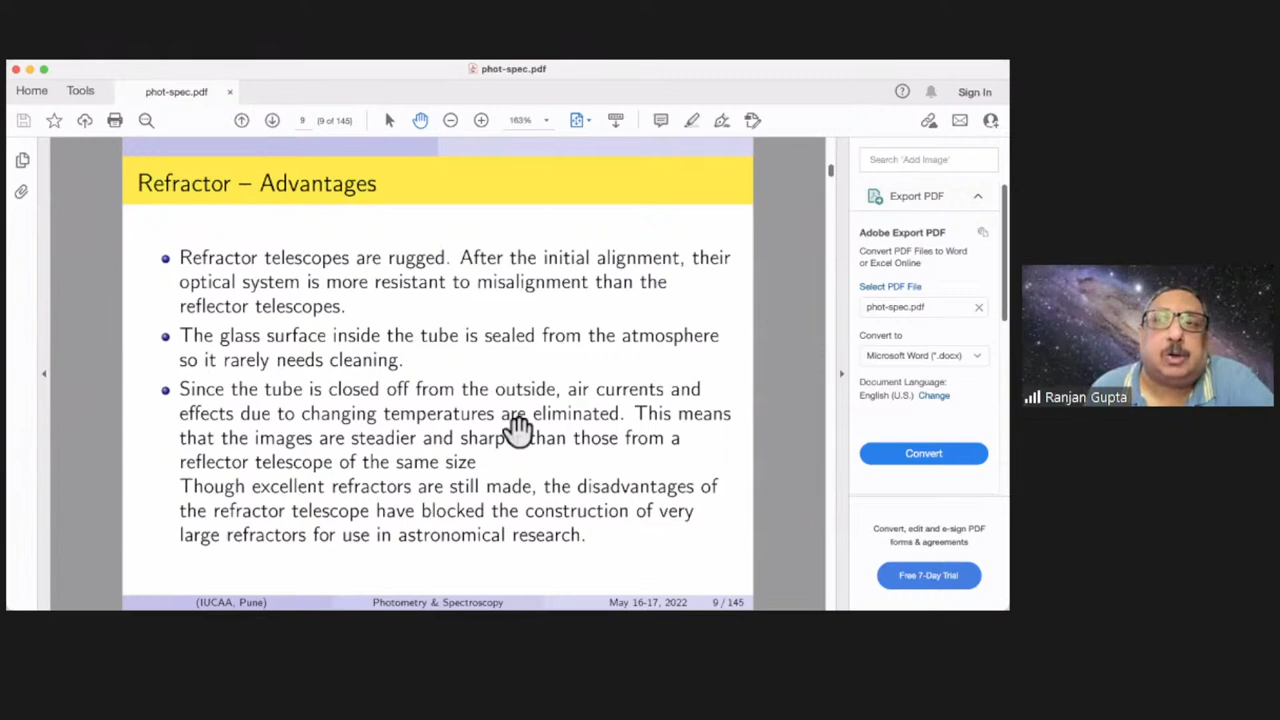 phot-spec.pdf
Home
Tools
phot-spec.pdf
×
Sign In
9
(9 of 145)
163%
Refractor – Advantages
Refractor telescopes are rugged. After the initial alignment, their
optical system is more resistant to misalignment than the
reflector telescopes.
The glass surface inside the tube is sealed from the atmosphere
so it rarely needs cleaning.
Since the tube is closed off from the outside, air currents and
effects due to changing temperatures are eliminated. This means
that the images are steadier and sharp than those from a
reflector telescope of the same size
Though excellent refractors are still made, the disadvantages of
the refractor telescope have blocked the construction of very
large refractors for use in astronomical research.
(IUCAA, Pune)
Photometry & Spectroscopy
May 16-17, 2022
9 / 145
Search 'Add Image'
Export PDF
Adobe Export PDF
Convert PDF Files to Word
or Excel Online
Select PDF File
phot-spec.pdf
Convert to
Microsoft Word (*.docx)
Document Language:
English (U.S.) Change
Convert
Convert, edit and e-sign PDF
forms & agreements
Free 7-Day Trial
Ranjan Gupta